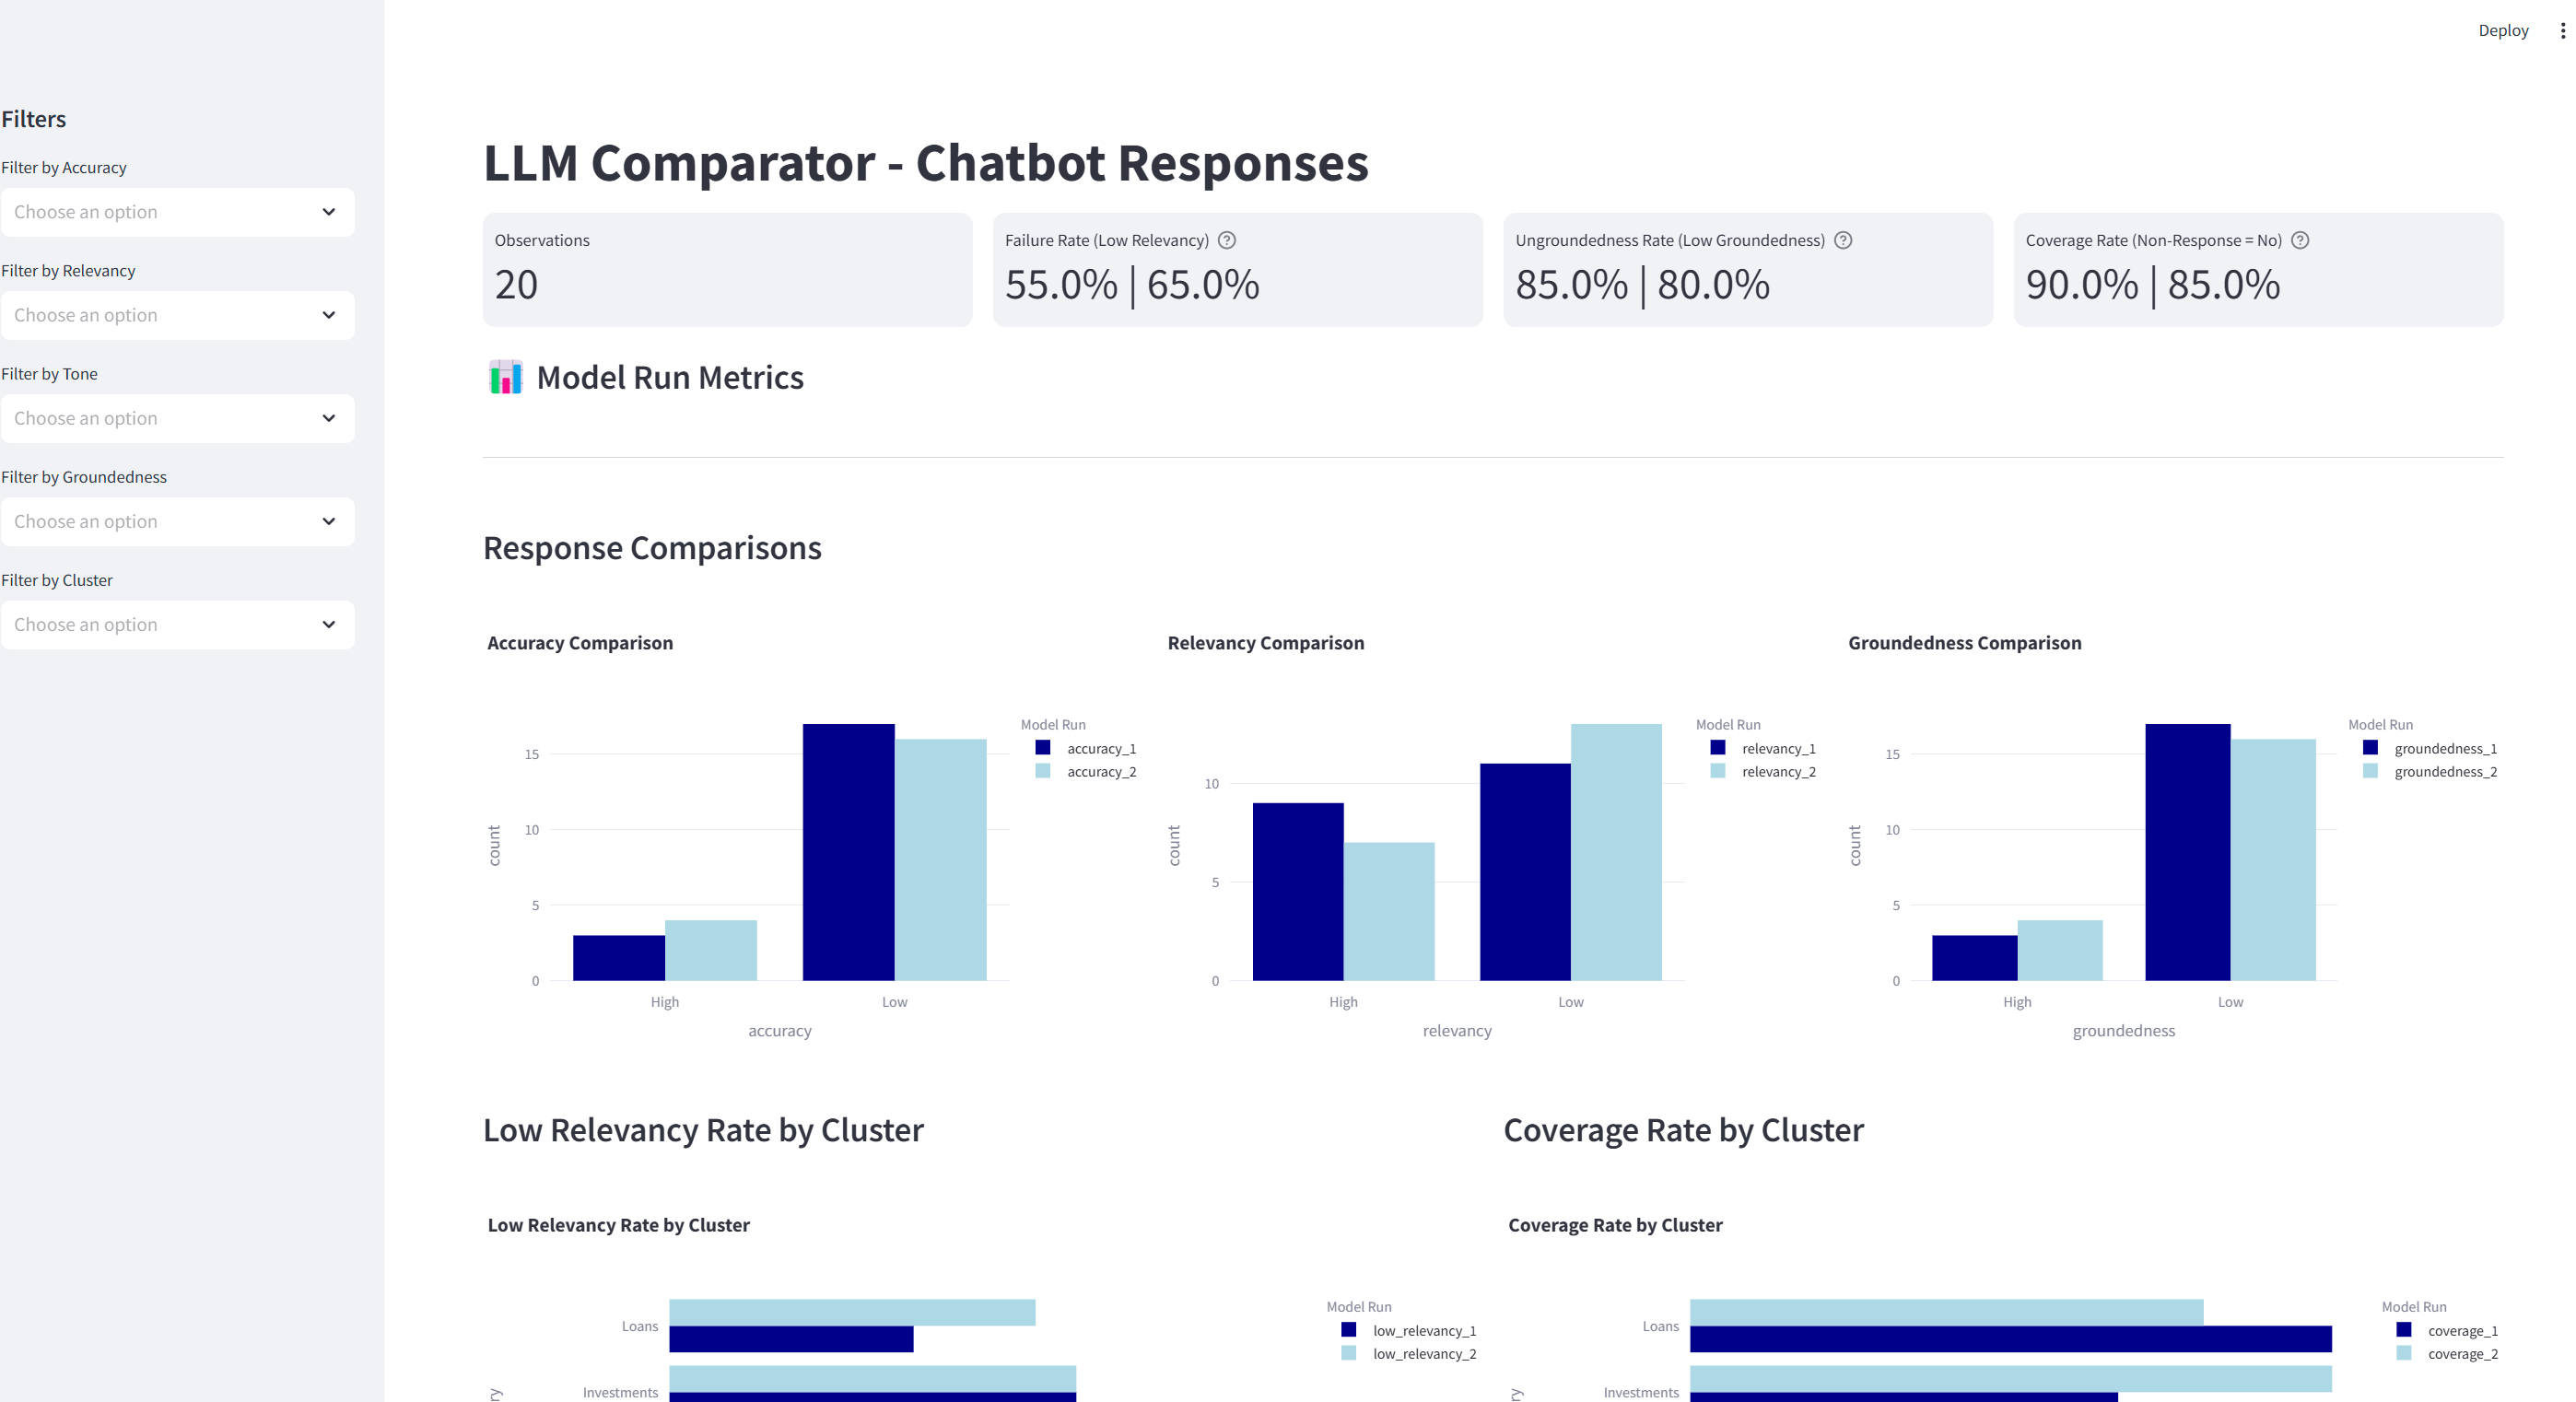 Deploy
Filters
Filter by Accuracy
Choose an option
Filter by Relevancy
Choose an option
Filter by Tone
Choose an option
Filter by Groundedness
Choose an option
Filter by Cluster
Choose an option
LLM Comparator - Chatbot Responses
Observations
20
Failure Rate (Low Relevancy)
55.0% | 65.0%
Ungroundedness Rate (Low Groundedness)
85.0% | 80.0%
Coverage Rate (Non-Response = No)
90.0% | 85.0%
Model Run Metrics
Response Comparisons
Accuracy Comparison
Model Run
accuracy_1
accuracy_2
count
15
10
5
0
High
Low
accuracy
Relevancy Comparison
Model Run
relevancy_1
relevancy_2
count
10
5
0
High
Low
relevancy
Groundedness Comparison
Model Run
groundedness_1
groundedness_2
count
15
10
5
0
High
Low
groundedness
Low Relevancy Rate by Cluster
Low Relevancy Rate by Cluster
Model Run
low_relevancy_1
low_relevancy_2
Loans
Investments
ry
Coverage Rate by Cluster
Coverage Rate by Cluster
Model Run
coverage_1
coverage_2
Loans
Investments
ry